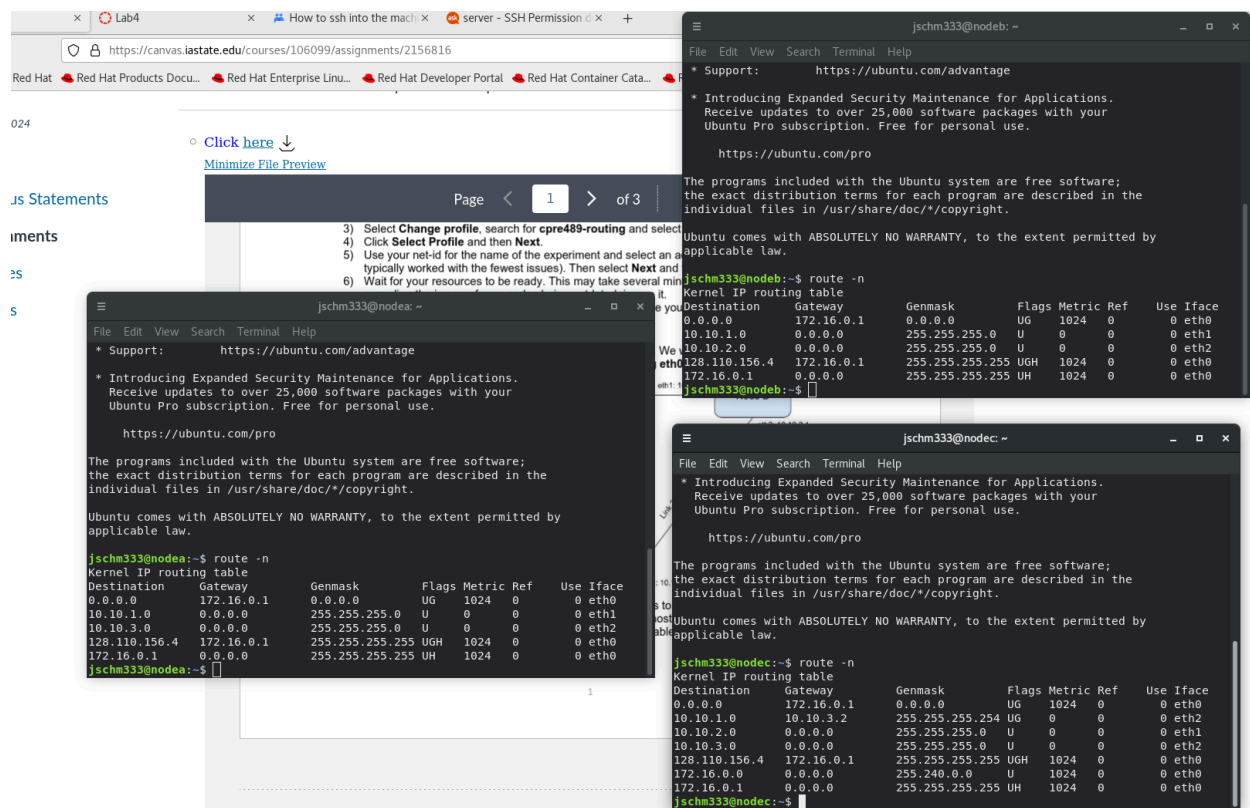 Lab4
How to ssh into the mach
server - SSH Permission d
https://canvas.iastate.edu/courses/106099/assignments/2156816
Red Hat Red Hat Products Docu... Red Hat Enterprise Linu... Red Hat Developer Portal Red Hat Container Cata...
024
us Statements
nments
es
s
Click here
Minimize File Preview
Page 1 of 3
3) Select Change profile, search for cpre489-routing and select
4) Click Select Profile and then Next.
5) Use your net-id for the name of the experiment and select an a
typically worked with the fewest issues). Then select Next and
6) Wait for your resources to be ready. This may take several min
it.
e you
We w
eth0
1
jschm333@nodea: ~
File Edit View Search Terminal Help
* Support: https://ubuntu.com/advantage
* Introducing Expanded Security Maintenance for Applications.
Receive updates to over 25,000 software packages with your
Ubuntu Pro subscription. Free for personal use.
https://ubuntu.com/pro
The programs included with the Ubuntu system are free software;
the exact distribution terms for each program are described in the
individual files in /usr/share/doc/*/copyright.
Ubuntu comes with ABSOLUTELY NO WARRANTY, to the extent permitted by
applicable law.
jschm333@nodea:~$ route -n
Kernel IP routing table
Destination Gateway Genmask Flags Metric Ref Use Iface
0.0.0.0 172.16.0.1 0.0.0.0 UG 1024 0 0 eth0
10.10.1.0 0.0.0.0 255.255.255.0 U 0 0 0 eth1
10.10.3.0 0.0.0.0 255.255.255.0 U 0 0 0 eth2
128.110.156.4 172.16.0.1 255.255.255.255 UGH 1024 0 0 eth0
172.16.0.1 0.0.0.0 255.255.255.255 UH 1024 0 0 eth0
jschm333@nodea:~$
jschm333@nodeb: ~
File Edit View Search Terminal Help
* Support: https://ubuntu.com/advantage
* Introducing Expanded Security Maintenance for Applications.
Receive updates to over 25,000 software packages with your
Ubuntu Pro subscription. Free for personal use.
https://ubuntu.com/pro
The programs included with the Ubuntu system are free software;
the exact distribution terms for each program are described in the
individual files in /usr/share/doc/*/copyright.
Ubuntu comes with ABSOLUTELY NO WARRANTY, to the extent permitted by
applicable law.
jschm333@nodeb:~$ route -n
Kernel IP routing table
Destination Gateway Genmask Flags Metric Ref Use Iface
0.0.0.0 172.16.0.1 0.0.0.0 UG 1024 0 0 eth0
10.10.1.0 0.0.0.0 255.255.255.0 U 0 0 0 eth1
10.10.2.0 0.0.0.0 255.255.255.0 U 0 0 0 eth2
128.110.156.4 172.16.0.1 255.255.255.255 UGH 1024 0 0 eth0
172.16.0.1 0.0.0.0 255.255.255.255 UH 1024 0 0 eth0
jschm333@nodeb:~$
jschm333@nodec: ~
File Edit View Search Terminal Help
* Introducing Expanded Security Maintenance for Applications.
Receive updates to over 25,000 software packages with your
Ubuntu Pro subscription. Free for personal use.
https://ubuntu.com/pro
The programs included with the Ubuntu system are free software;
the exact distribution terms for each program are described in the
individual files in /usr/share/doc/*/copyright.
Ubuntu comes with ABSOLUTELY NO WARRANTY, to the extent permitted by
applicable law.
jschm333@nodec:~$ route -n
Kernel IP routing table
Destination Gateway Genmask Flags Metric Ref Use Iface
0.0.0.0 172.16.0.1 0.0.0.0 UG 1024 0 0 eth0
10.10.1.0 10.10.3.2 255.255.255.254 UG 0 0 0 eth2
10.10.2.0 0.0.0.0 255.255.255.0 U 0 0 0 eth1
10.10.3.0 0.0.0.0 255.255.255.0 U 0 0 0 eth2
128.110.156.4 172.16.0.1 255.255.255.255 UGH 1024 0 0 eth0
172.16.0.0 0.0.0.0 255.240.0.0 U 1024 0 0 eth0
172.16.0.1 0.0.0.0 255.255.255.255 UH 1024 0 0 eth0
jschm333@nodec:~$